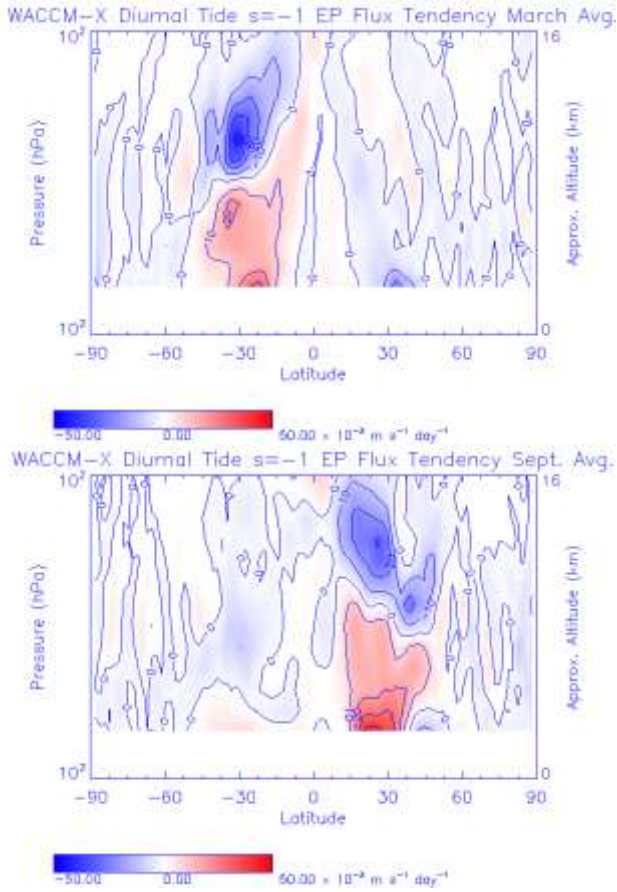 WACCM-X Diurnal Tide s=-1 EP Flux Tendency March Avg.
10² 16
Pressure (hPa)
Approx. Altitude (km)
10² 0
-90 -60 -30 0 30 60 90
Latitude
-50.00 0.00 50.00 x 10⁻² m s⁻¹ day⁻¹
WACCM-X Diurnal Tide s=-1 EP Flux Tendency Sept. Avg.
10² 16
Pressure (hPa)
Approx. Altitude (km)
10² 0
-90 -60 -30 0 30 60 90
Latitude
-50.00 0.00 50.00 x 10⁻² m s⁻¹ day⁻¹